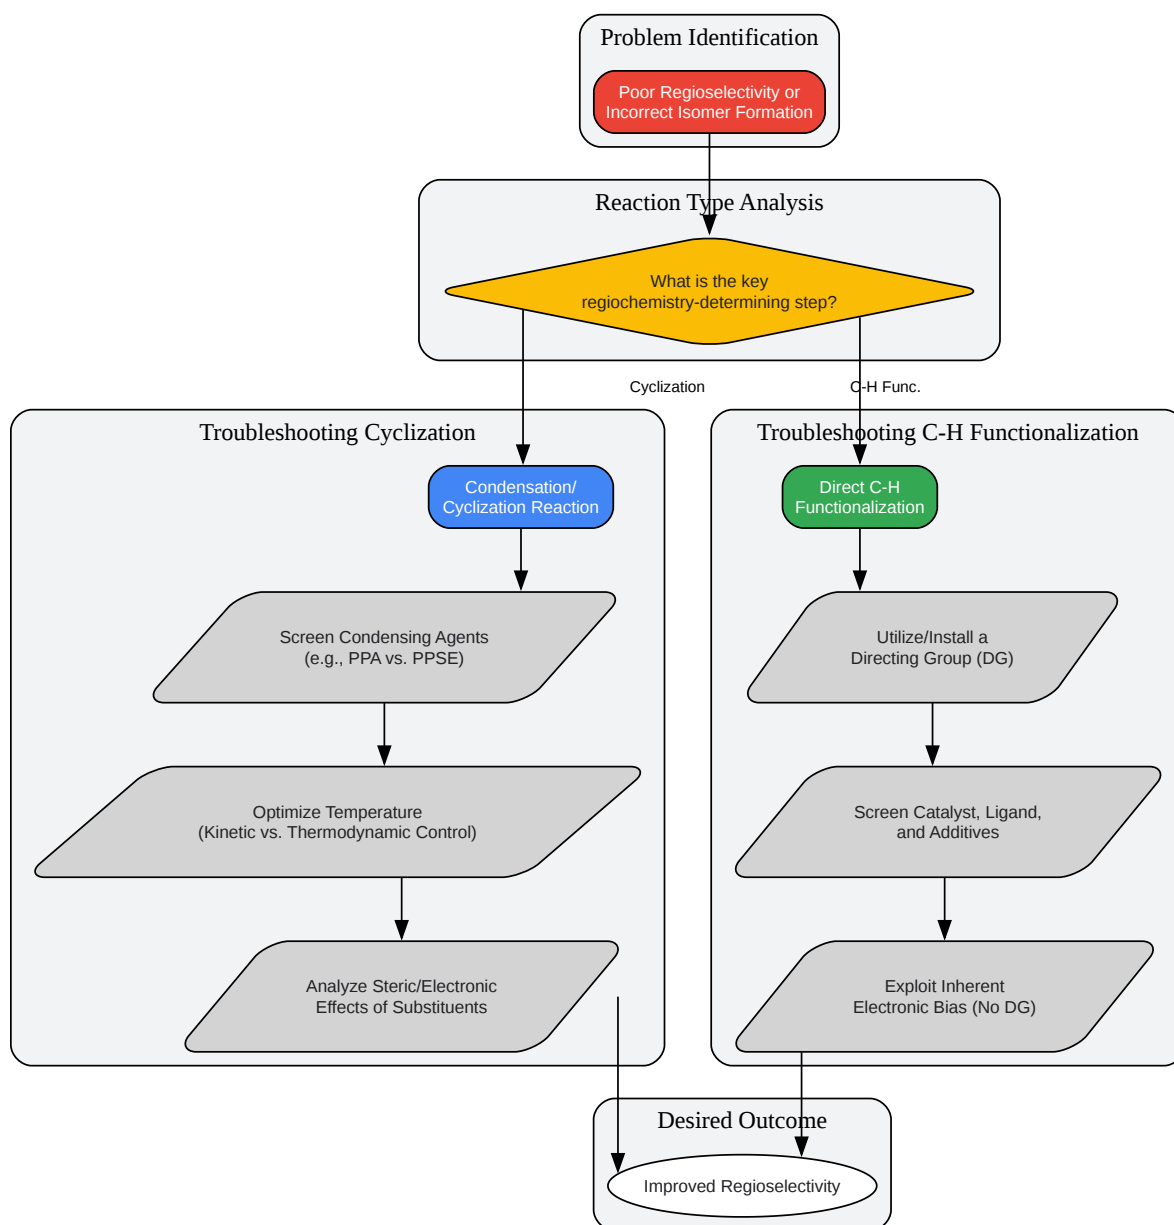 Problem Identification
Poor Regioselectivity or
Incorrect Isomer Formation
Reaction Type Analysis
What is the key
regiochemistry-determining step?
Cyclization
C-H Func.
Troubleshooting Cyclization
Condensation/
Cyclization Reaction
Screen Condensing Agents
(e.g., PPA vs. PPSE)
Optimize Temperature
(Kinetic vs. Thermodynamic Control)
Analyze Steric/Electronic
Effects of Substituents
Troubleshooting C-H Functionalization
Direct C-H
Functionalization
Utilize/Install a
Directing Group (DG)
Screen Catalyst, Ligand,
and Additives
Exploit Inherent
Electronic Bias (No DG)
Desired Outcome
Improved Regioselectivity